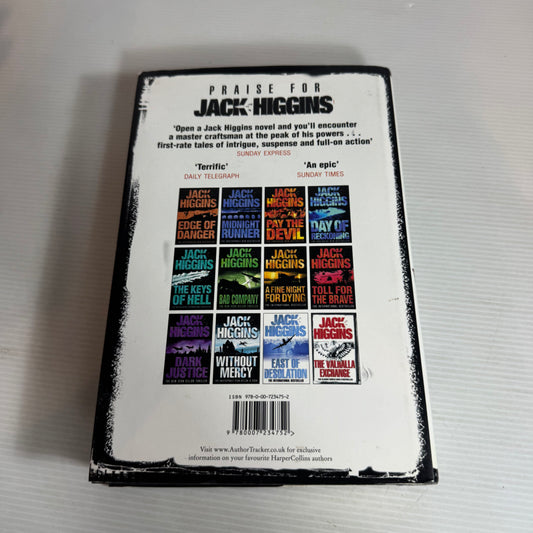 PRAISE FOR
JACK HIGGINS
'Open a Jack Higgins novel and you'll encounter
a master craftsman at the peak of his powers . . .
first-rate tales of intrigue, suspense and full-on action'
SUNDAY EXPRESS
'Terrific' 'An epic'
DAILY TELEGRAPH SUNDAY TIMES
JACK HIGGINS EDGE OF DANGER
JACK HIGGINS MIDNIGHT RUNNER
JACK HIGGINS PAY THE DEVIL
JACK HIGGINS DAY OF RECKONING
JACK HIGGINS THE KEYS OF HELL
JACK HIGGINS BAD COMPANY
JACK HIGGINS A FINE NIGHT FOR DYING
JACK HIGGINS TOLL FOR THE BRAVE
JACK HIGGINS DARK JUSTICE
JACK HIGGINS WITHOUT MERCY
JACK HIGGINS EAST OF DESOLATION
JACK HIGGINS THE VALHALLA EXCHANGE
ISBN 978-0-00-723475-2
9 780007 234752 >
Visit www.AuthorTracker.co.uk for exclusive
information on your favourite HarperCollins authors